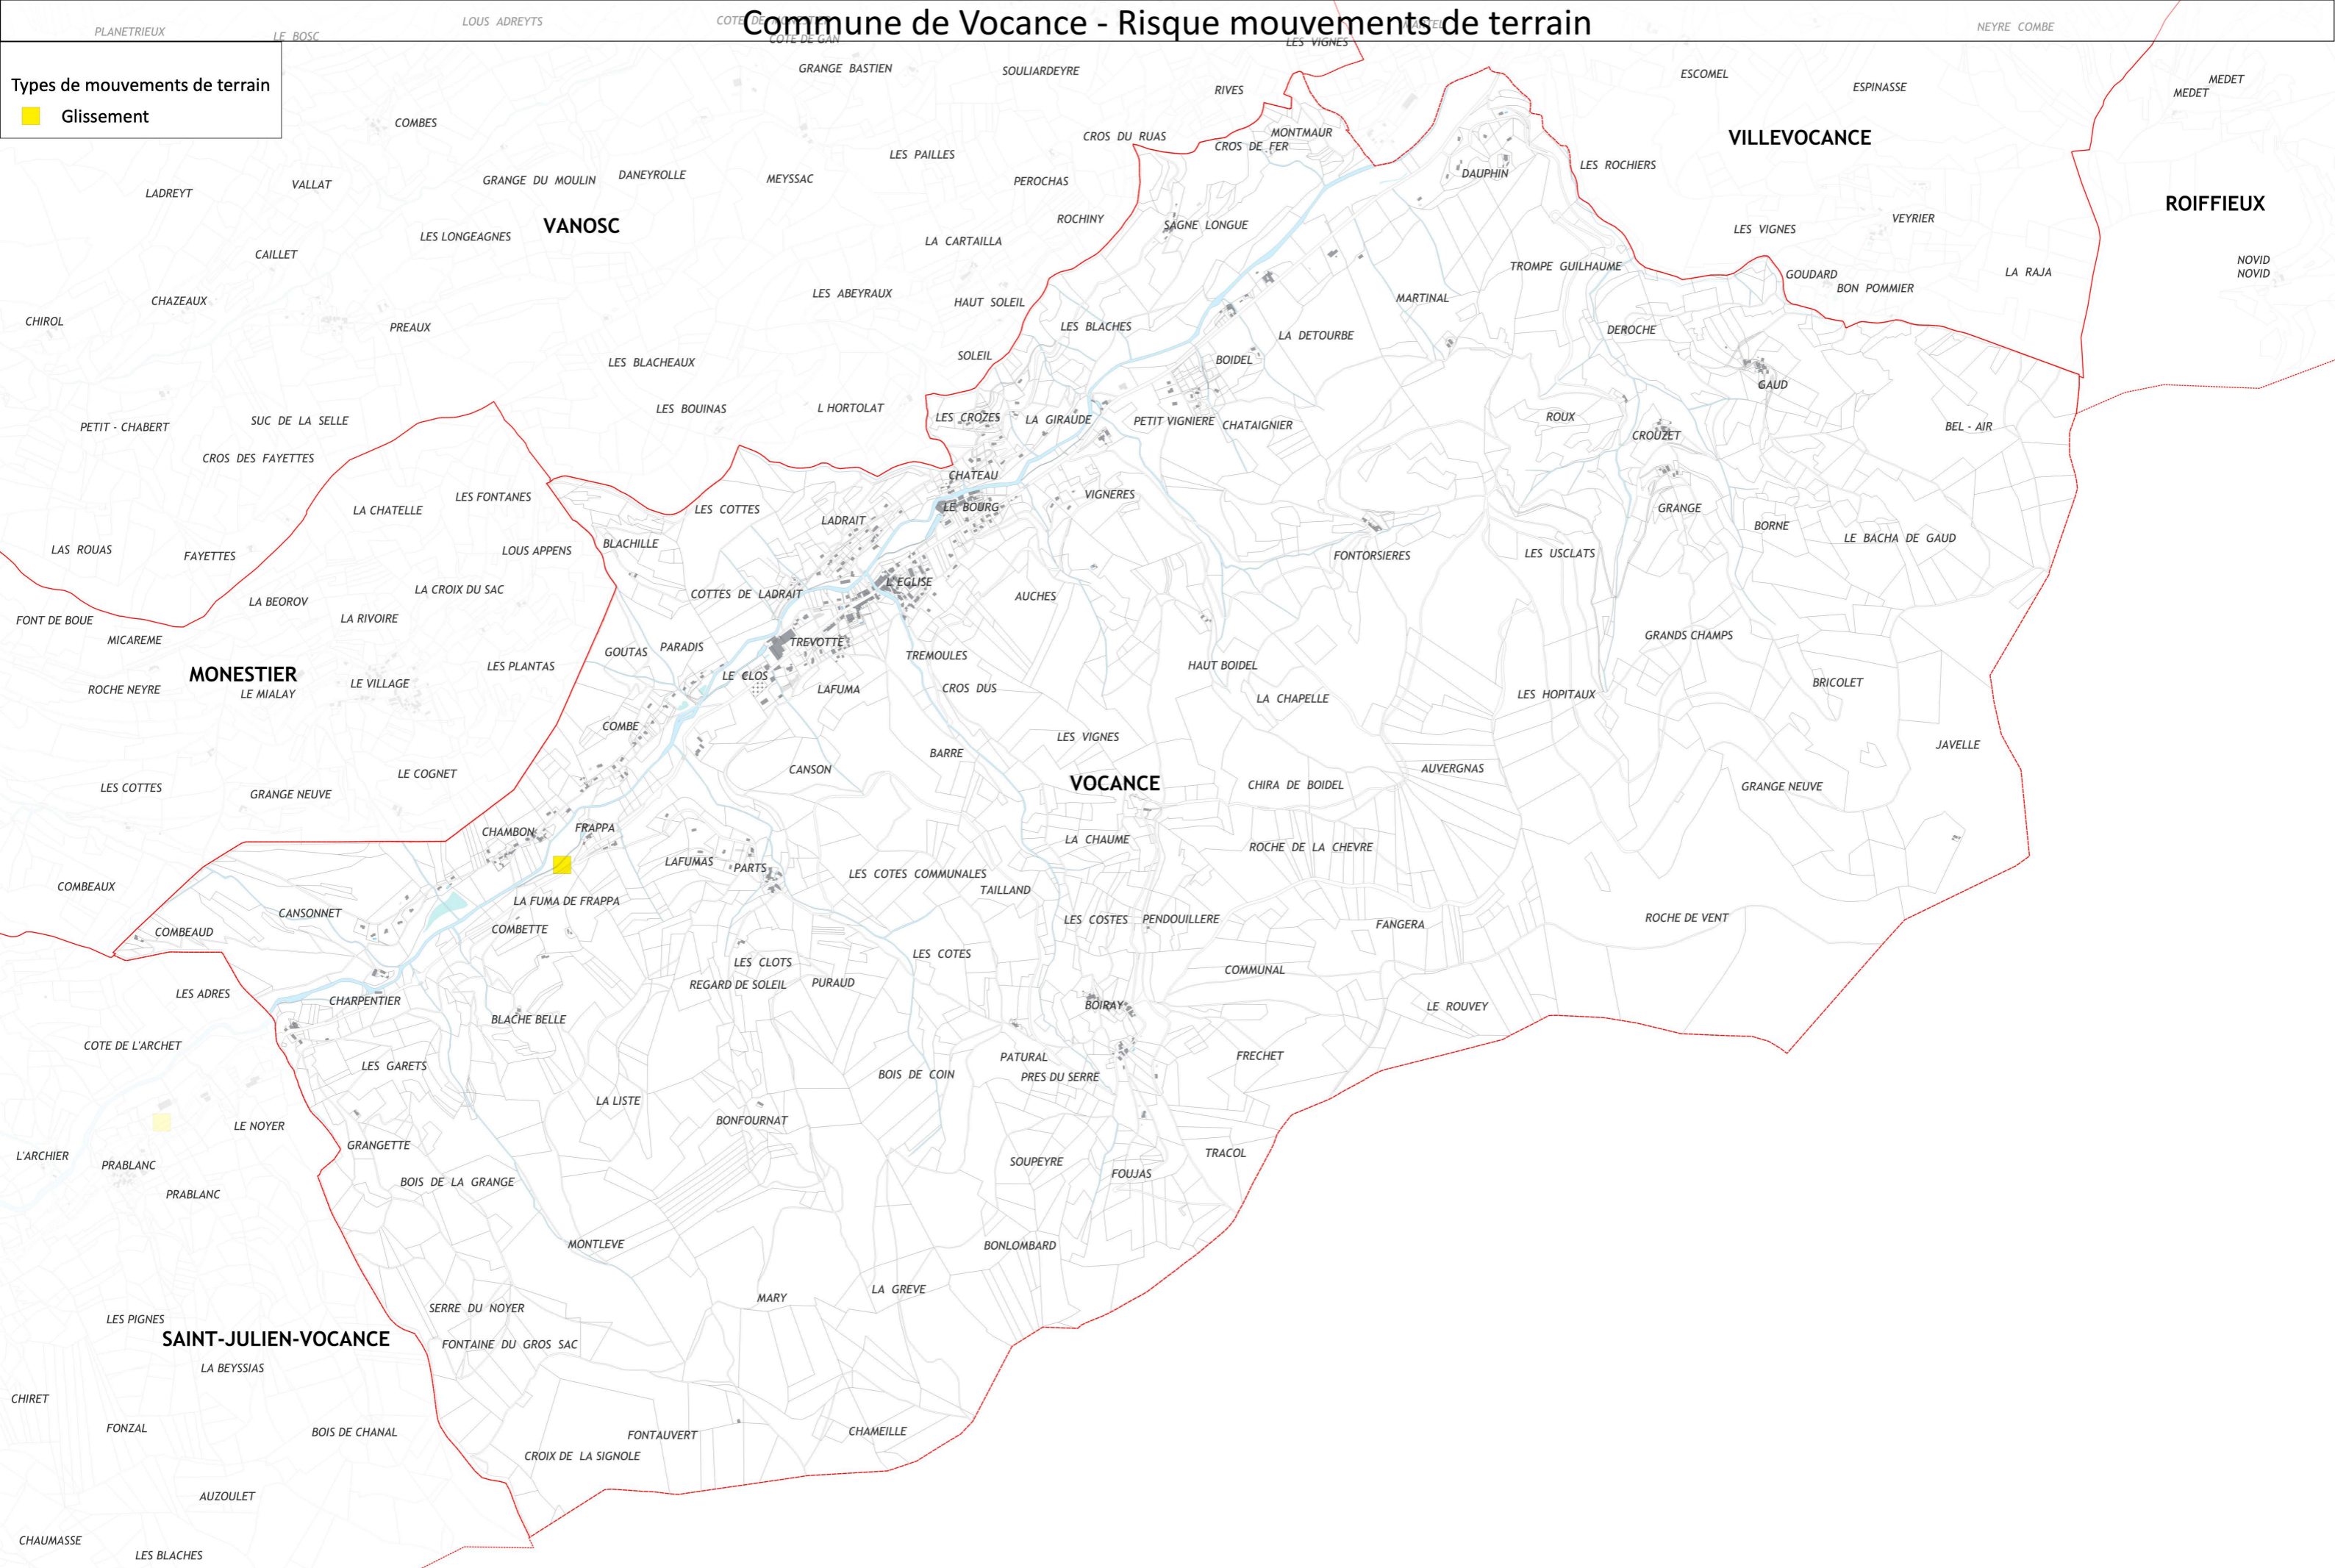 Commune de Vocance - Risque mouvements de terrain
PLANETRIEUX
LE BOSC
LOUS ADREYTS
COTE DE MONESTIER
COTE DE GAN
LES VIGNES
NEYRE COMBE
Types de mouvements de terrain
Glissement
GRANGE BASTIEN
SOULIARDEYRE
RIVES
ESCOMEL
ESPINASSE
MEDET
MEDET
COMBES
CROS DU RUAS
MONTMAUR
CROS DE FER
VILLEVOCANCE
LES PAILLES
LES ROCHIERS
DAUPHIN
LADREYT
VALLAT
GRANGE DU MOULIN
DANEYROLLE
MEYSSAC
PEROCHAS
ROIFFIEUX
VANOSC
ROCHINY
SAGNE LONGUE
LES VIGNES
VEYRIER
LES LONGEAGNES
LA CARTAILLA
CAILLET
TROMPE GUILHAUME
GOUDARD
BON POMMIER
LA RAJA
NOVID
NOVID
CHAZEAUX
LES ABEYRAUX
HAUT SOLEIL
MARTINAL
CHIROL
PREAUX
LES BLACHES
LA DETOURBE
DEROCHE
LES BLACHEAUX
SOLEIL
BOIDEL
GAUD
LES BOUINAS
L HORTOLAT
LES CROZES
LA GIRAUDE
PETIT VIGNIERE
CHATAIGNIER
ROUX
CROUZET
BEL - AIR
PETIT - CHABERT
SUC DE LA SELLE
CROS DES FAYETTES
CHATEAU
LE BOURG
VIGNERES
GRANGE
BORNE
LE BACHA DE GAUD
LA CHATELLE
LES FONTANES
LES COTTES
LADRAIT
LAS ROUAS
FAYETTES
LOUS APPENS
BLACHILLE
FONTORSIERES
LES USCLATS
L'EGLISE
LA CROIX DU SAC
COTTES DE LADRAIT
AUCHES
LA BEOROV
LA RIVOIRE
FONT DE BOUE
MICAREME
GOUTAS
PARADIS
TREVOTTE
TREMOULES
GRANDS CHAMPS
MONESTIER
LE MIALAY
LES PLANTAS
HAUT BOIDEL
ROCHE NEYRE
LE VILLAGE
LE CLOS
LAFUMA
CROS DUS
LA CHAPELLE
LES HOPITAUX
BRICOLET
COMBE
LES VIGNES
BARRE
JAVELLE
LE COGNET
CANSON
VOCANCE
CHIRA DE BOIDEL
AUVERGNAS
GRANGE NEUVE
LES COTTES
GRANGE NEUVE
CHAMBON
FRAPPA
LA CHAUME
ROCHE DE LA CHEVRE
LAFUMAS
PARTS
LES COTES COMMUNALES
TAILLAND
COMBEAUX
LA FUMA DE FRAPPA
CANSONNET
COMBETTE
COMBEAUD
LES COSTES
PENDOUILLERE
FANGERA
ROCHE DE VENT
LES CLOTS
LES COTES
COMMUNAL
REGARD DE SOLEIL
PURAUD
LES ADRES
CHARPENTIER
BOIRAY
LE ROUVEY
BLACHE BELLE
COTE DE L'ARCHET
LES GARETS
PATURAL
FRECHET
BOIS DE COIN
PRES DU SERRE
LA LISTE
BONFOURNAT
LE NOYER
GRANGETTE
L'ARCHIER
PRABLANC
SOUPEYRE
TRACOL
FOUJAS
PRABLANC
BOIS DE LA GRANGE
MONTLEVE
BONLOMBARD
MARY
LA GREVE
SERRE DU NOYER
LES PIGNES
SAINT-JULIEN-VOCANCE
FONTAINE DU GROS SAC
LA BEYSSIAS
CHIRET
FONZAL
BOIS DE CHANAL
FONTAUVERT
CHAMEILLE
CROIX DE LA SIGNOLE
AUZOULET
CHAUMASSE
LES BLACHES